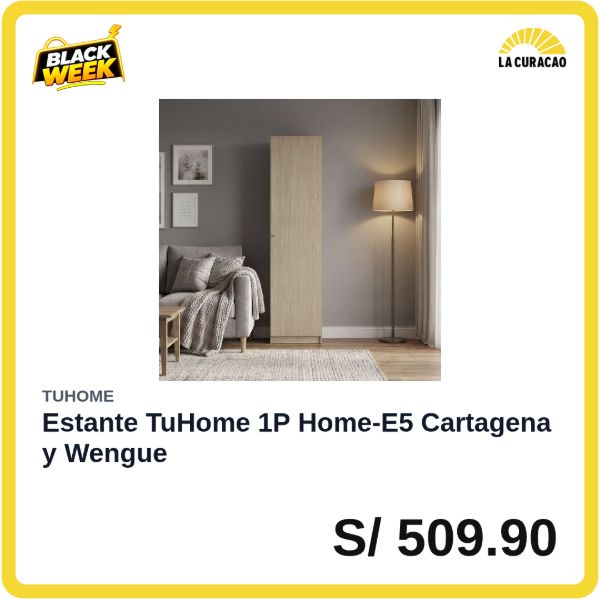 BLACK
WEEK
LA CURACAO
TUHOME
Estante TuHome 1P Home-E5 Cartagena
y Wengue
S/ 509.90